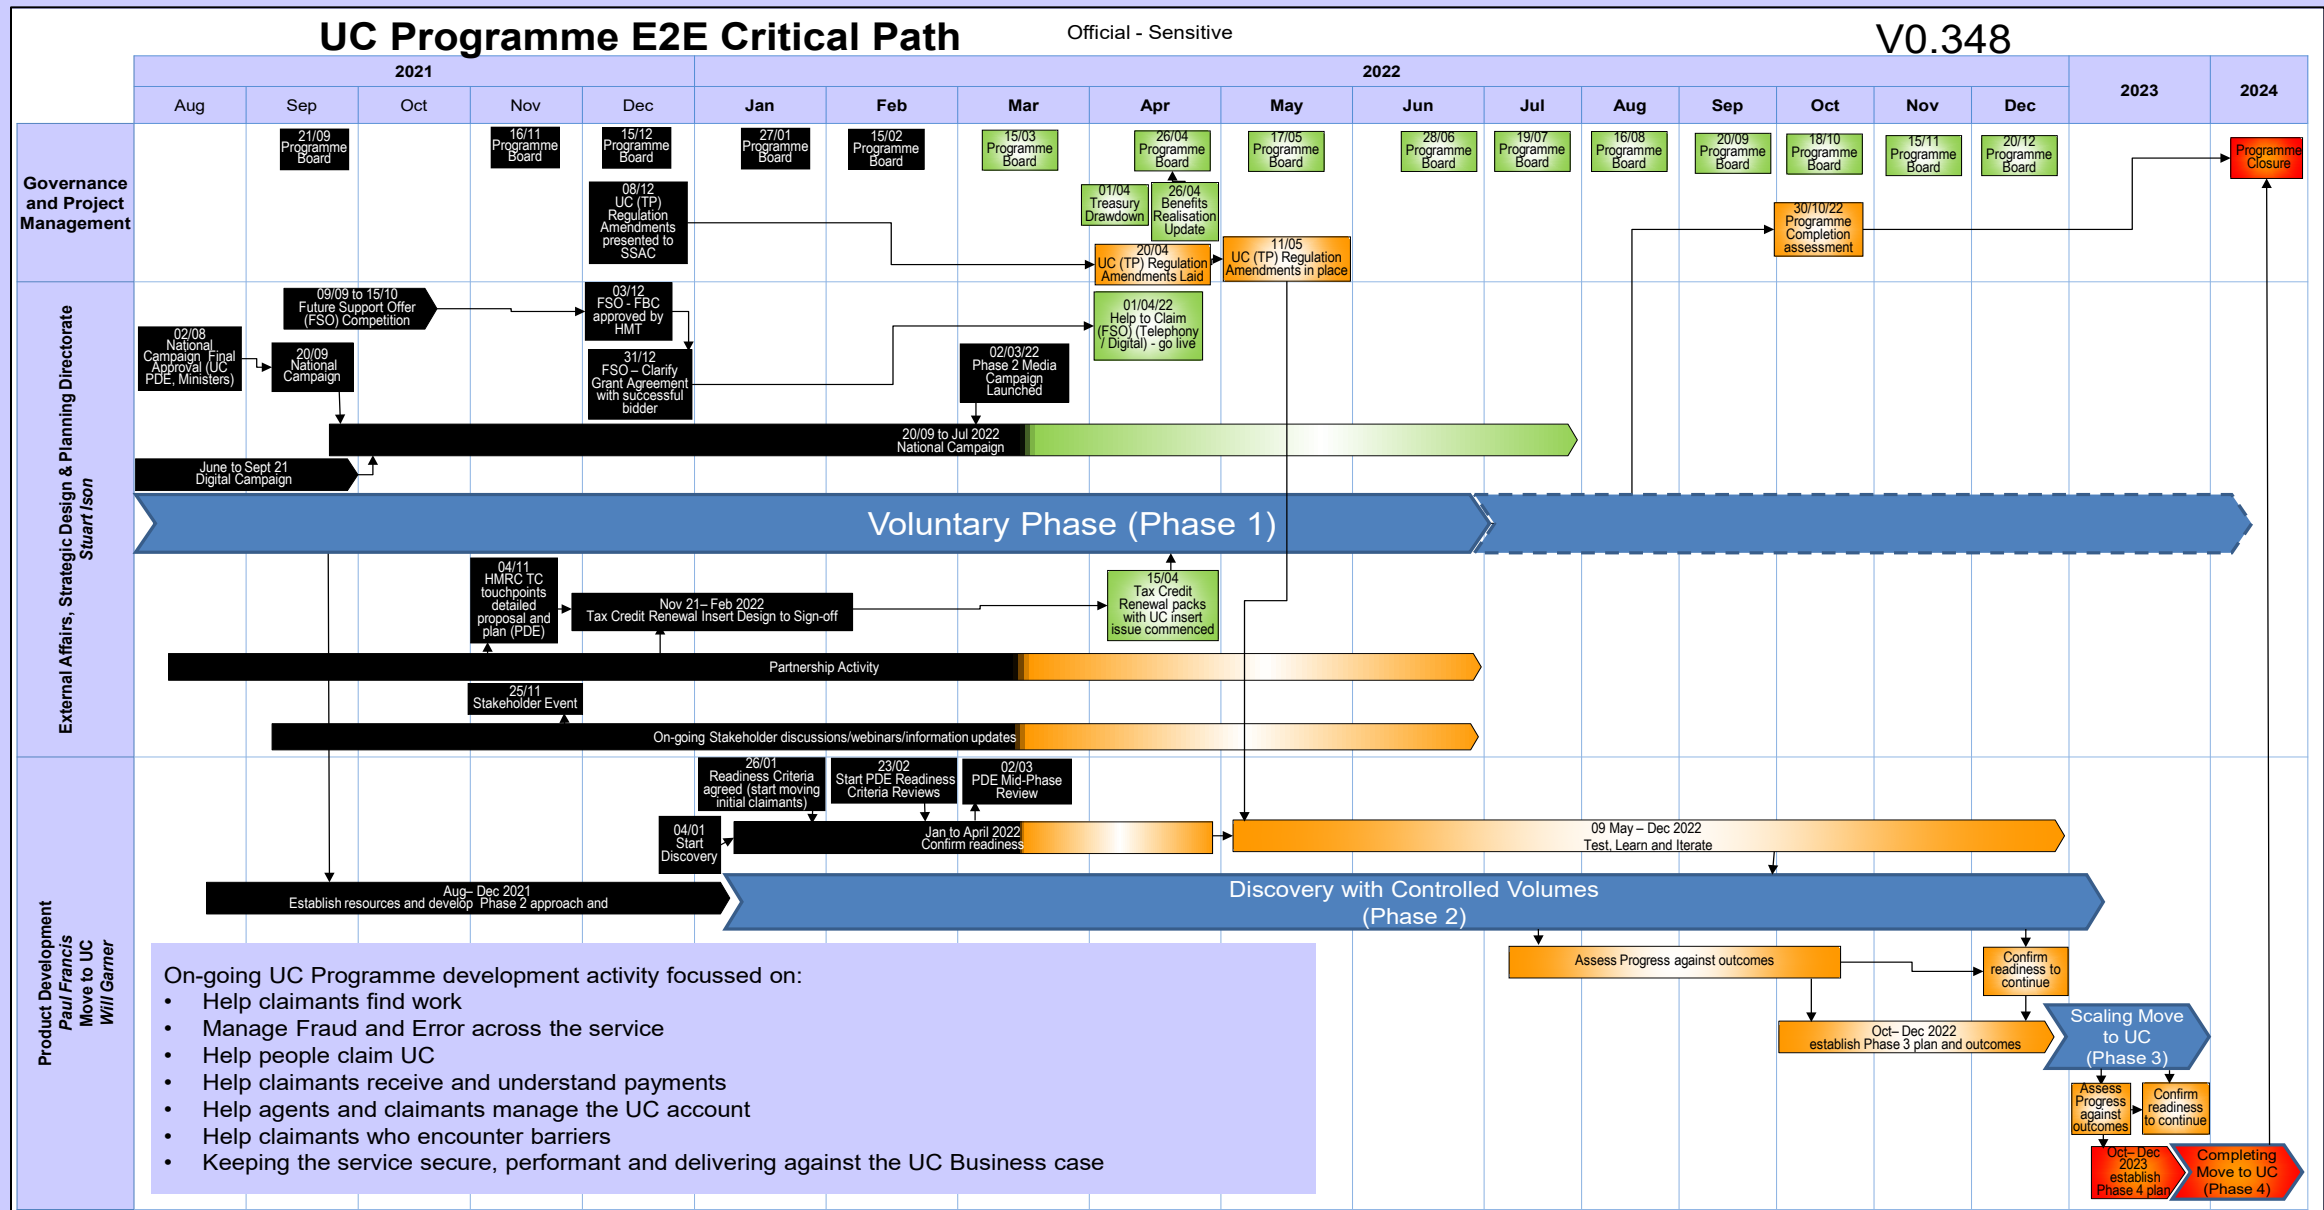 UC Programme E2E Critical Path
Official - Sensitive
V0.348
2021
2022
2023
2024
Aug
Sep
Oct
Nov
Dec
Jan
Feb
Mar
Apr
May
Jun
Jul
Aug
Sep
Oct
Nov
Dec
Governance
and Project
Management
21/09
Programme
Board
16/11
Programme
Board
15/12
Programme
Board
27/01
Programme
Board
15/02
Programme
Board
15/03
Programme
Board
26/04
Programme
Board
17/05
Programme
Board
28/06
Programme
Board
19/07
Programme
Board
16/08
Programme
Board
20/09
Programme
Board
18/10
Programme
Board
15/11
Programme
Board
20/12
Programme
Board
Programme
Closure
08/12
UC (TP)
Regulation
Amendments
presented to
SSAC
01/04
Treasury
Drawdown
26/04
Benefits
Realisation
Update
20/04
UC (TP) Regulation
Amendments Laid
11/05
UC (TP) Regulation
Amendments in place
30/10/22
Programme
Completion
assessment
External Affairs, Strategic Design & Planning Directorate
Stuart Ison
09/09 to 15/10
Future Support Offer
(FSO) Competition
03/12
FSO - FBC
approved by
HMT
01/04/22
Help to Claim
(FSO) (Telephony
/ Digital) - go live
02/08
National
Campaign Final
Approval (UC
PDE, Ministers)
20/09
National
Campaign
31/12
FSO – Clarify
Grant Agreement
with successful
bidder
02/03/22
Phase 2 Media
Campaign
Launched
20/09 to Jul 2022
National Campaign
June to Sept 21
Digital Campaign
Voluntary Phase (Phase 1)
04/11
HMRC TC
touchpoints
detailed
proposal and
plan (PDE)
Nov 21– Feb 2022
Tax Credit Renewal Insert Design to Sign-off
15/04
Tax Credit
Renewal packs
with UC insert
issue commenced
Partnership Activity
25/11
Stakeholder Event
On-going Stakeholder discussions/webinars/information updates
Product Development
Paul Francis
Move to UC
Will Garner
26/01
Readiness Criteria
agreed (start moving
initial claimants)
23/02
Start PDE Readiness
Criteria Reviews
02/03
PDE Mid-Phase
Review
04/01
Start
Discovery
Jan to April 2022
Confirm readiness
09 May – Dec 2022
Test, Learn and Iterate
Aug– Dec 2021
Establish resources and develop Phase 2 approach and
Discovery with Controlled Volumes
(Phase 2)
Assess Progress against outcomes
Confirm
readiness to
continue
Oct– Dec 2022
establish Phase 3 plan and outcomes
Scaling Move
to UC
(Phase 3)
Assess
Progress
against
outcomes
Confirm
readiness
to continue
Oct– Dec
2023
establish
Phase 4 plan
Completing
Move to UC
(Phase 4)
On-going UC Programme development activity focussed on:
• Help claimants find work
• Manage Fraud and Error across the service
• Help people claim UC
• Help claimants receive and understand payments
• Help agents and claimants manage the UC account
• Help claimants who encounter barriers
• Keeping the service secure, performant and delivering against the UC Business case